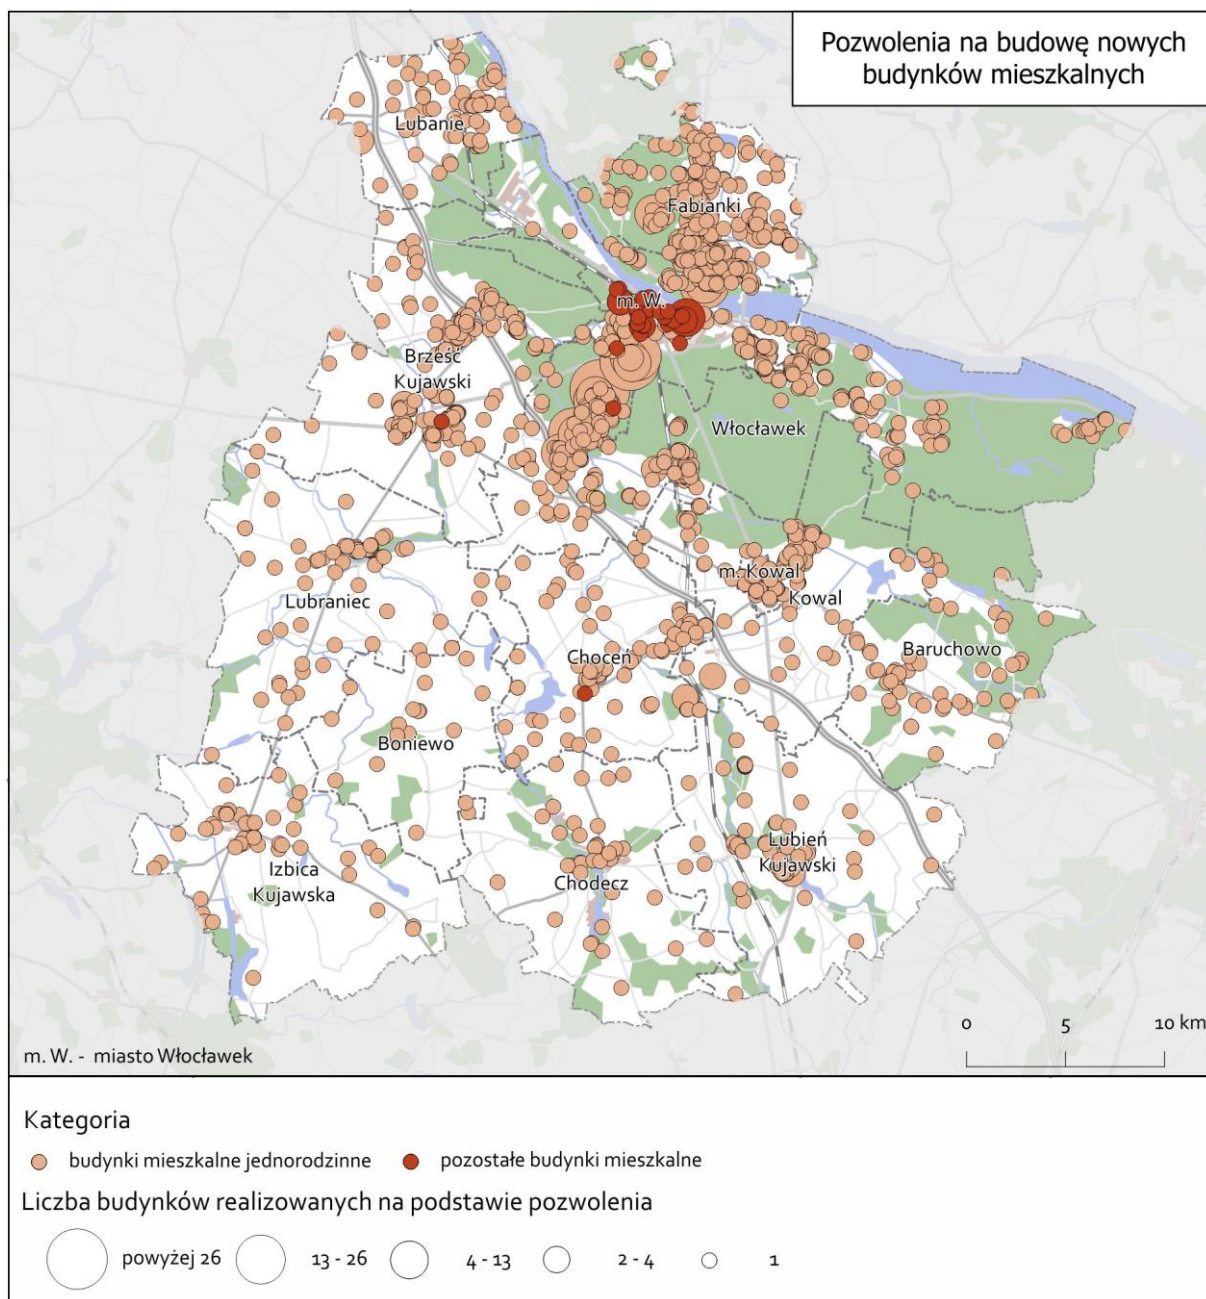 Pozwolenia na budowę nowych
budynków mieszkalnych
Lubanie
Fabianki
m. W.
Brześć
Kujawski
Włocławek
m. Kowal
Kowal
Lubraniec
Choceń
Baruchowo
Boniewo
Lubień
Kujawski
Izbica
Kujawska
Chodecz
0 5 10 km
m. W. - miasto Włocławek
Kategoria
budynki mieszkalne jednorodzinne pozostałe budynki mieszkalne
Liczba budynków realizowanych na podstawie pozwolenia
powyżej 26 13 - 26 4 - 13 2 - 4 1